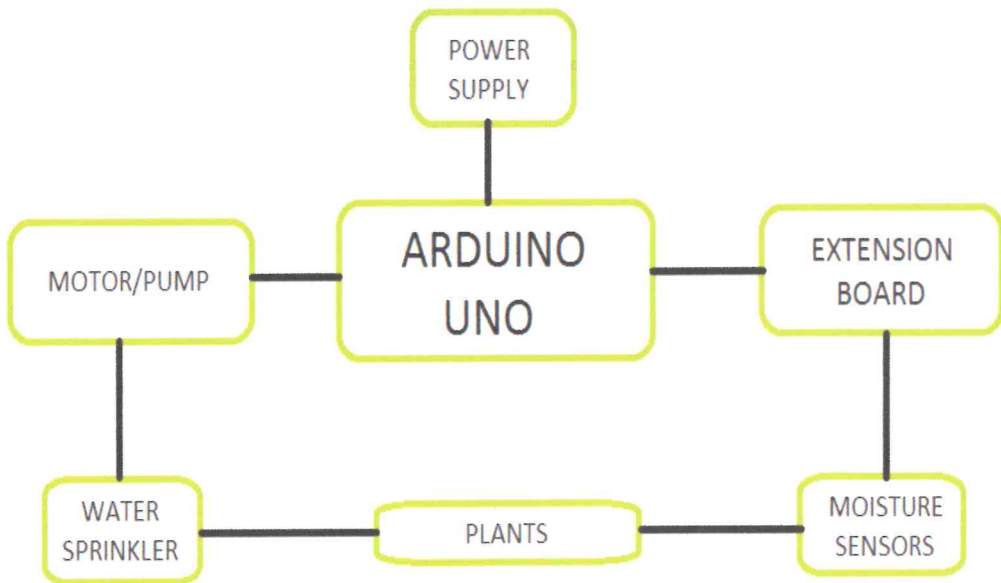 POWER
SUPPLY
ARDUINO
UNO
MOTOR/PUMP
EXTENSION
BOARD
WATER
SPRINKLER
PLANTS
MOISTURE
SENSORS